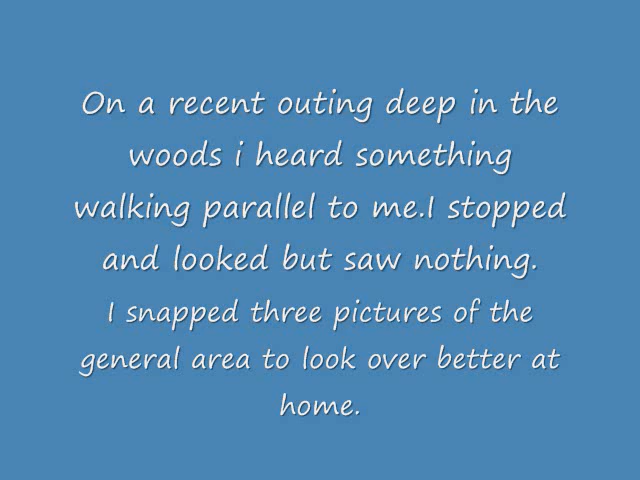 On a recent outing deep in the
woods i heard something
walking parallel to me.I stopped
and looked but saw nothing.
I snapped three pictures of the
general area to look over better at
home.